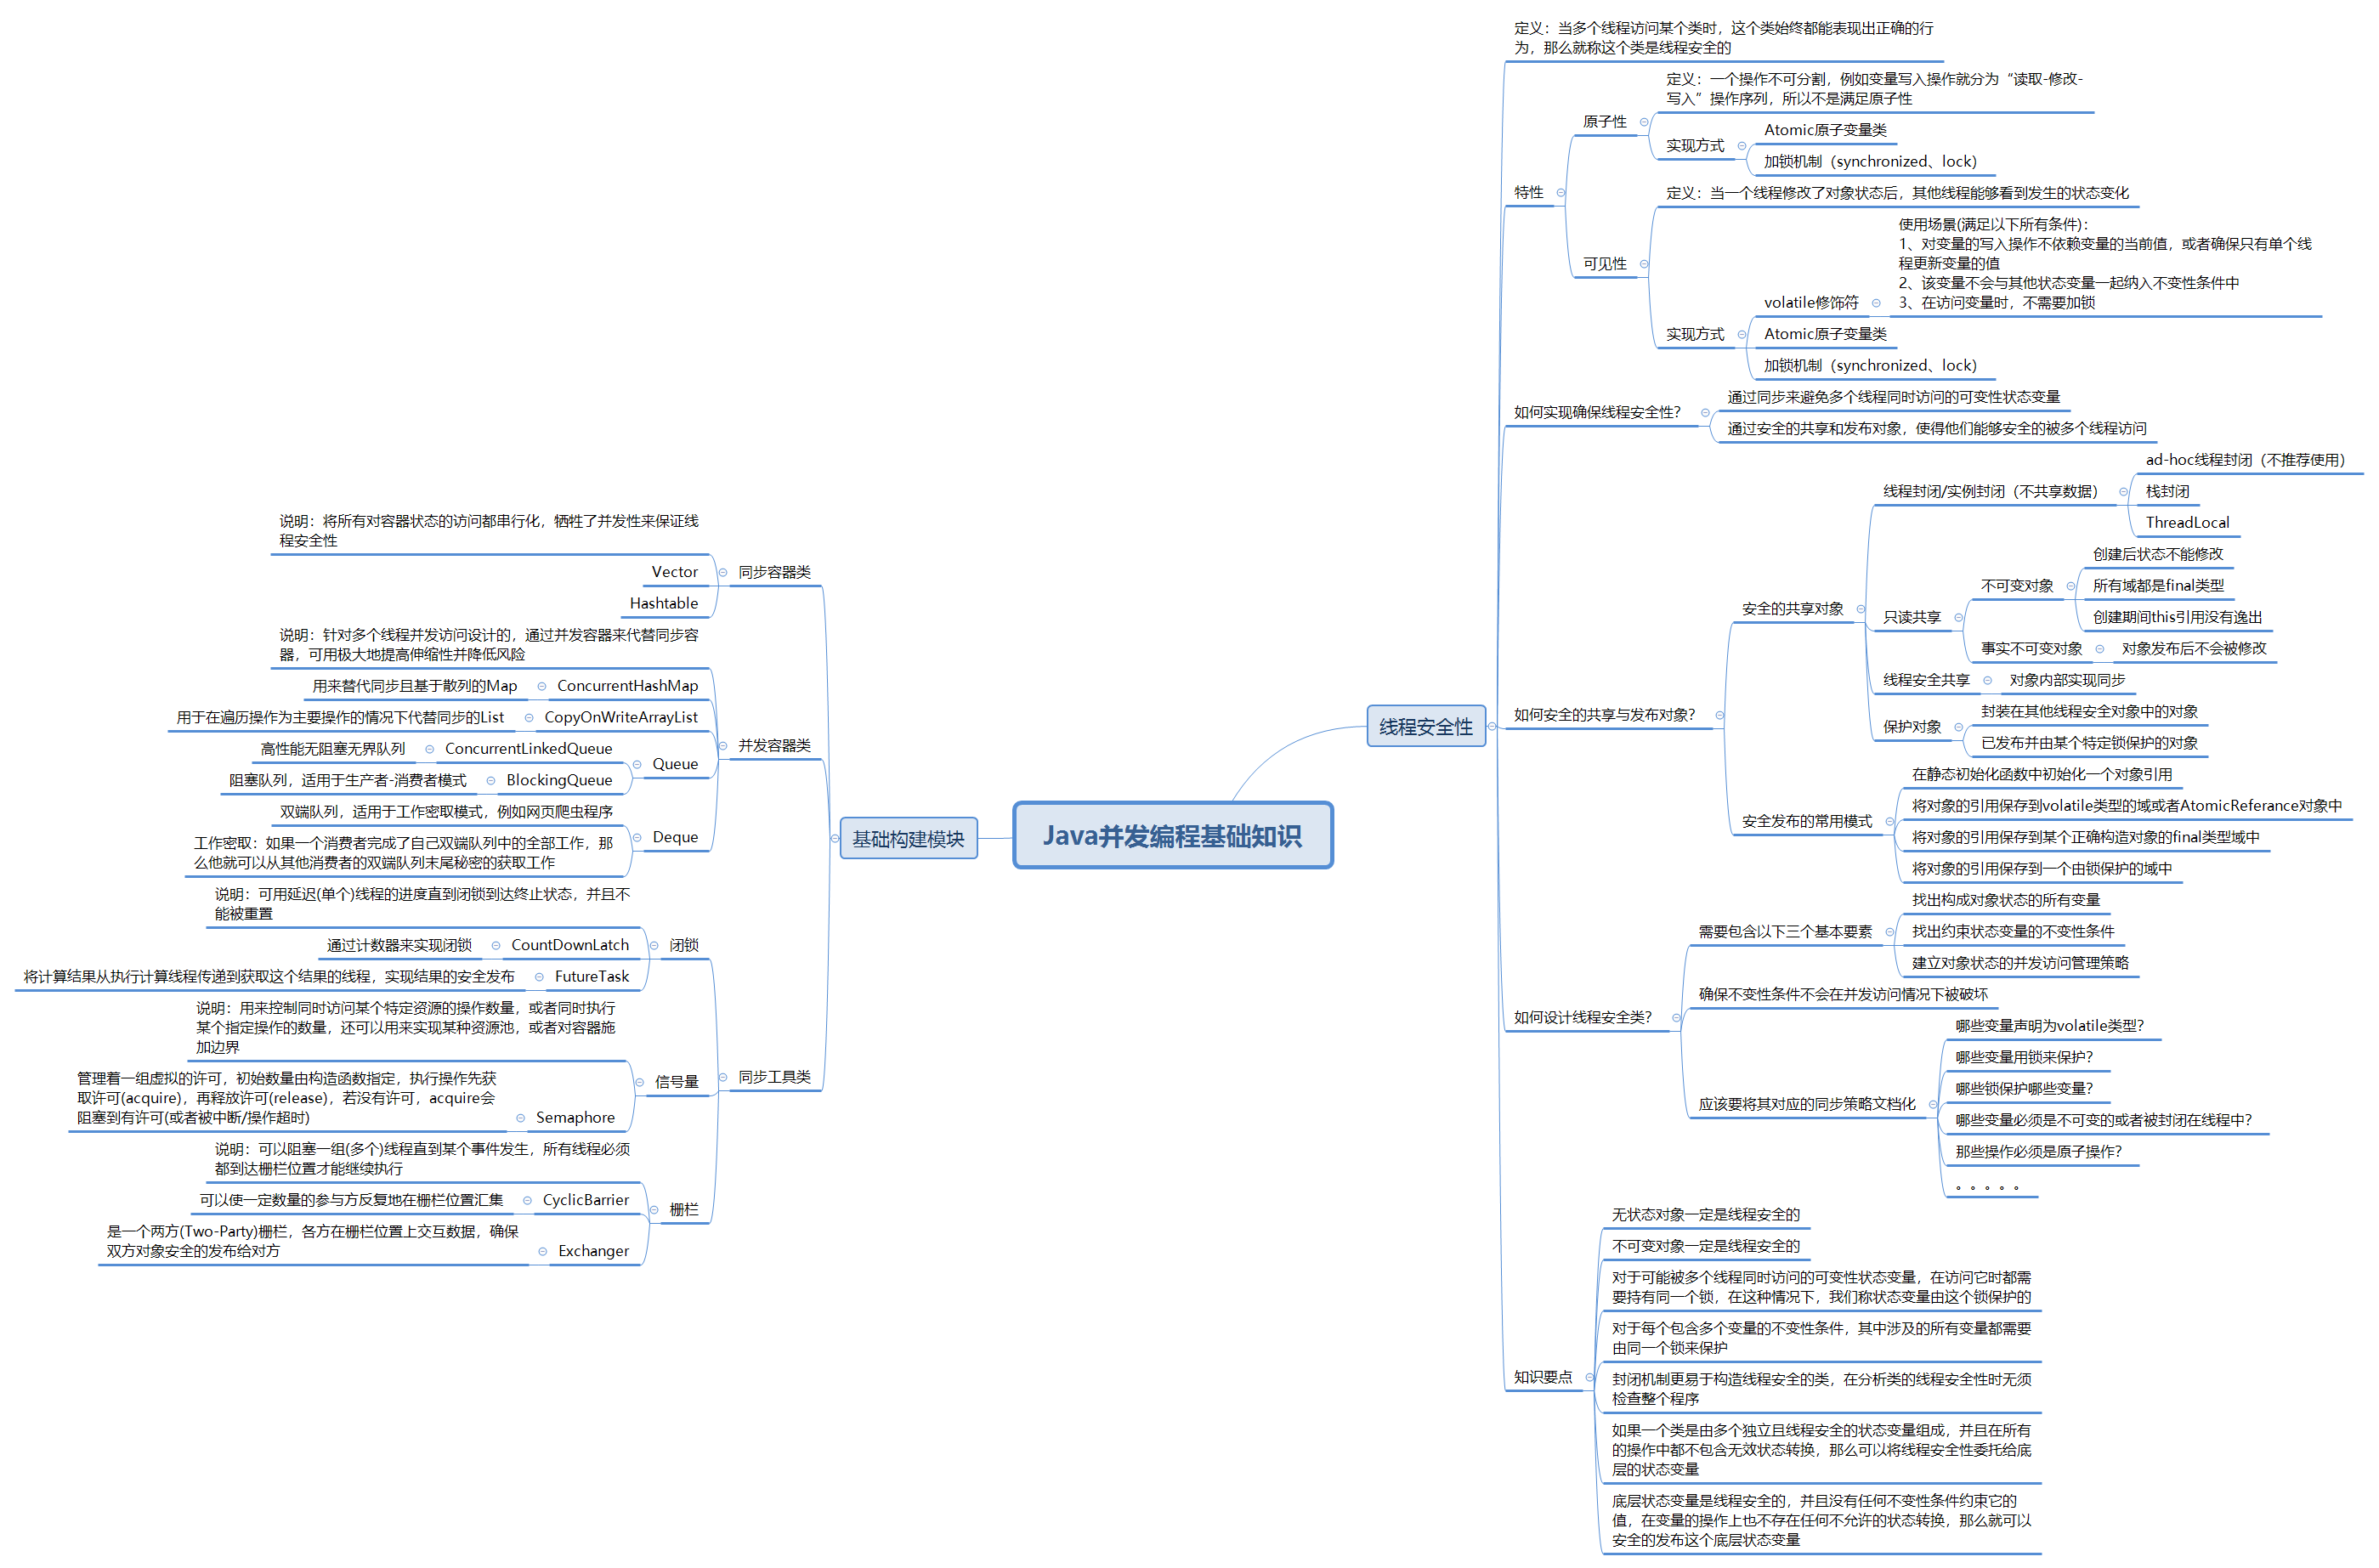 Java并发编程基础知识
线程安全性
定义：当多个线程访问某个类时，这个类始终都能表现出正确的行
为，那么就称这个类是线程安全的
特性
原子性
定义：一个操作不可分割，例如变量写入操作就分为“读取-修改-
写入”操作序列，所以不是满足原子性
实现方式
Atomic原子变量类
加锁机制（synchronized、lock）
可见性
定义：当一个线程修改了对象状态后，其他线程能够看到发生的状态变化
实现方式
volatile修饰符
使用场景(满足以下所有条件)：
1、对变量的写入操作不依赖变量的当前值，或者确保只有单个线
程更新变量的值
2、该变量不会与其他状态变量一起纳入不变性条件中
3、在访问变量时，不需要加锁
Atomic原子变量类
加锁机制（synchronized、lock）
如何实现确保线程安全性？
通过同步来避免多个线程同时访问的可变性状态变量
通过安全的共享和发布对象，使得他们能够安全的被多个线程访问
如何安全的共享与发布对象？
安全的共享对象
线程封闭/实例封闭（不共享数据）
ad-hoc线程封闭（不推荐使用）
栈封闭
ThreadLocal
只读共享
不可变对象
创建后状态不能修改
所有域都是final类型
创建期间this引用没有逸出
事实不可变对象
对象发布后不会被修改
线程安全共享
对象内部实现同步
保护对象
封装在其他线程安全对象中的对象
已发布并由某个特定锁保护的对象
安全发布的常用模式
在静态初始化函数中初始化一个对象引用
将对象的引用保存到volatile类型的域或者AtomicReferance对象中
将对象的引用保存到某个正确构造对象的final类型域中
将对象的引用保存到一个由锁保护的域中
如何设计线程安全类？
需要包含以下三个基本要素
找出构成对象状态的所有变量
找出约束状态变量的不变性条件
建立对象状态的并发访问管理策略
确保不变性条件不会在并发访问情况下被破坏
应该要将其对应的同步策略文档化
哪些变量声明为volatile类型？
哪些变量用锁来保护？
哪些锁保护哪些变量？
哪些变量必须是不可变的或者被封闭在线程中？
那些操作必须是原子操作？
。。。。。
知识要点
无状态对象一定是线程安全的
不可变对象一定是线程安全的
对于可能被多个线程同时访问的可变性状态变量，在访问它时都需
要持有同一个锁，在这种情况下，我们称状态变量由这个锁保护的
对于每个包含多个变量的不变性条件，其中涉及的所有变量都需要
由同一个锁来保护
封闭机制更易于构造线程安全的类，在分析类的线程安全性时无须
检查整个程序
如果一个类是由多个独立且线程安全的状态变量组成，并且在所有
的操作中都不包含无效状态转换，那么可以将线程安全性委托给底
层的状态变量
底层状态变量是线程安全的，并且没有任何不变性条件约束它的
值，在变量的操作上也不存在任何不允许的状态转换，那么就可以
安全的发布这个底层状态变量
基础构建模块
同步容器类
说明：将所有对容器状态的访问都串行化，牺牲了并发性来保证线
程安全性
Vector
Hashtable
并发容器类
说明：针对多个线程并发访问设计的，通过并发容器来代替同步容
器，可用极大地提高伸缩性并降低风险
ConcurrentHashMap
用来替代同步且基于散列的Map
CopyOnWriteArrayList
用于在遍历操作为主要操作的情况下代替同步的List
Queue
ConcurrentLinkedQueue
高性能无阻塞无界队列
BlockingQueue
阻塞队列，适用于生产者-消费者模式
Deque
双端队列，适用于工作密取模式，例如网页爬虫程序
工作密取：如果一个消费者完成了自己双端队列中的全部工作，那
么他就可以从其他消费者的双端队列末尾秘密的获取工作
同步工具类
闭锁
说明：可用延迟(单个)线程的进度直到闭锁到达终止状态，并且不
能被重置
CountDownLatch
通过计数器来实现闭锁
FutureTask
将计算结果从执行计算线程传递到获取这个结果的线程，实现结果的安全发布
信号量
说明：用来控制同时访问某个特定资源的操作数量，或者同时执行
某个指定操作的数量，还可以用来实现某种资源池，或者对容器施
加边界
Semaphore
管理着一组虚拟的许可，初始数量由构造函数指定，执行操作先获
取许可(acquire)，再释放许可(release)，若没有许可，acquire会
阻塞到有许可(或者被中断/操作超时)
栅栏
说明：可以阻塞一组(多个)线程直到某个事件发生，所有线程必须
都到达栅栏位置才能继续执行
CyclicBarrier
可以使一定数量的参与方反复地在栅栏位置汇集
Exchanger
是一个两方(Two-Party)栅栏，各方在栅栏位置上交互数据，确保
双方对象安全的发布给对方